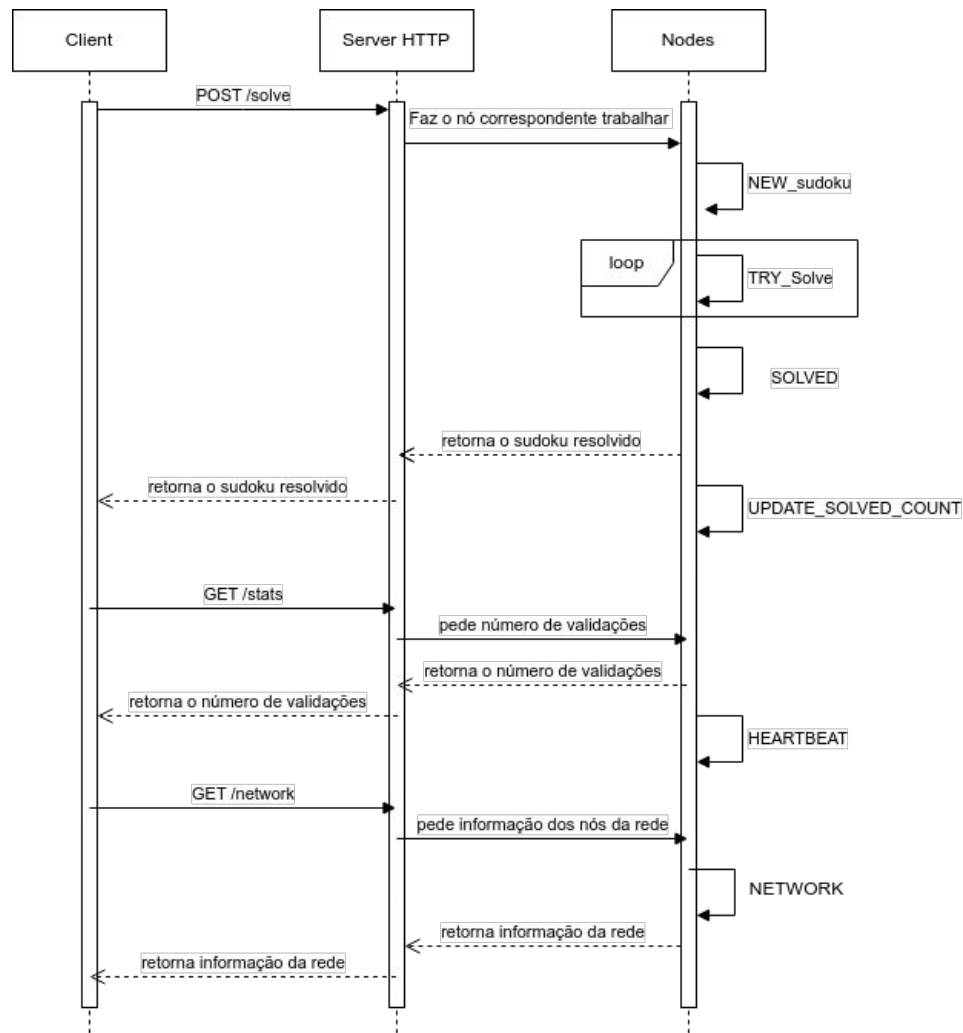 Client
Server HTTP
Nodes
POST /solve
Faz o nó correspondente trabalhar
NEW_sudoku
loop
TRY_Solve
SOLVED
retorna o sudoku resolvido
retorna o sudoku resolvido
UPDATE_SOLVED_COUNT
GET /stats
pede número de validações
retorna o número de validações
retorna o número de validações
HEARTBEAT
GET /network
pede informação dos nós da rede
NETWORK
retorna informação da rede
retorna informação da rede